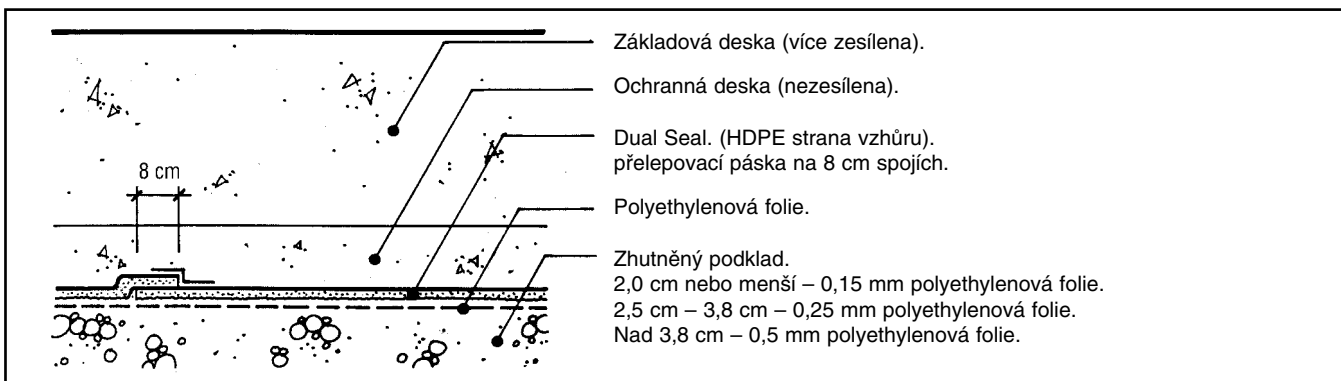 Základová deska (více zesílena).
Ochranná deska (nezesílena).
Dual Seal. (HDPE strana vzhůru).
přelepovací páska na 8 cm spojích.
8 cm
Polyethylenová folie.
Zhutněný podklad.
2,0 cm nebo menší – 0,15 mm polyethylenová folie.
2,5 cm – 3,8 cm – 0,25 mm polyethylenová folie.
Nad 3,8 cm – 0,5 mm polyethylenová folie.